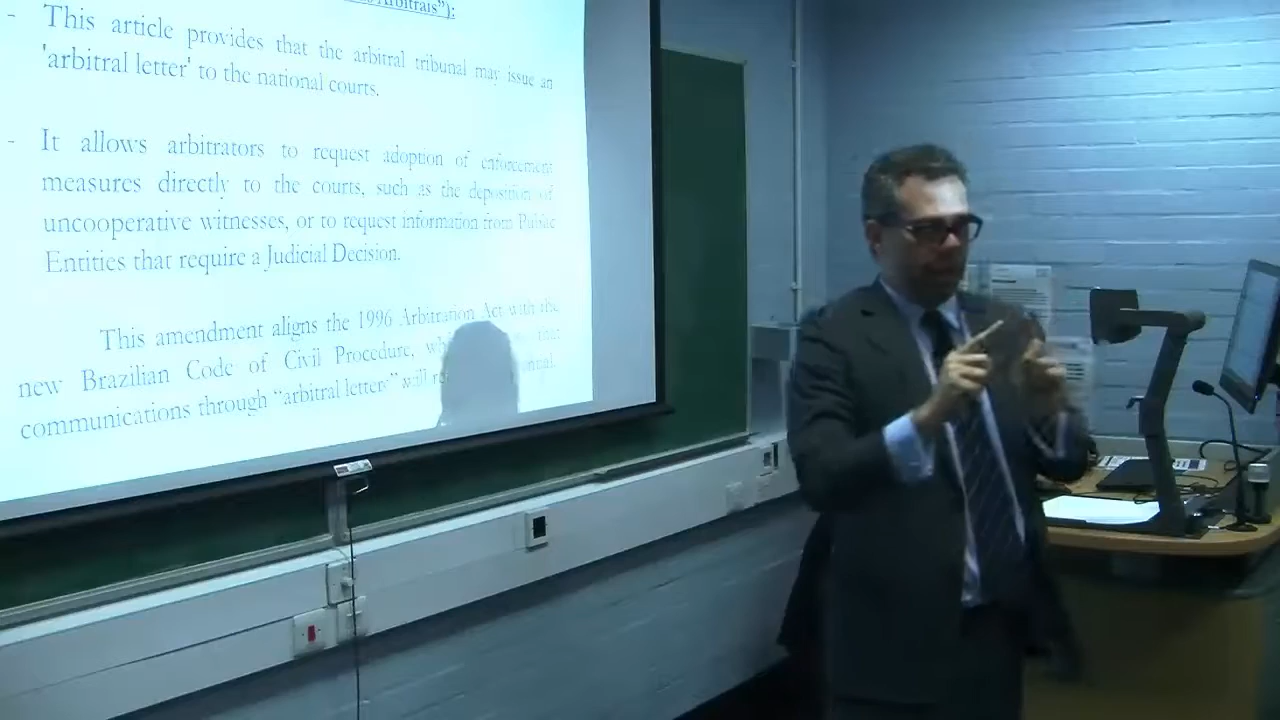 Arbitrais”):
- This article provides that the arbitral tribunal may issue an
'arbitral letter' to the national courts.
- It allows arbitrators to request adoption of enforcement
measures directly to the courts, such as the deposition of
uncooperative witnesses, or to request information from Public
Entities that require a Judicial Decision.
This amendment aligns the 1996 Arbitration Act with the
new Brazilian Code of Civil Procedure, that
communications through “arbitral letters” will